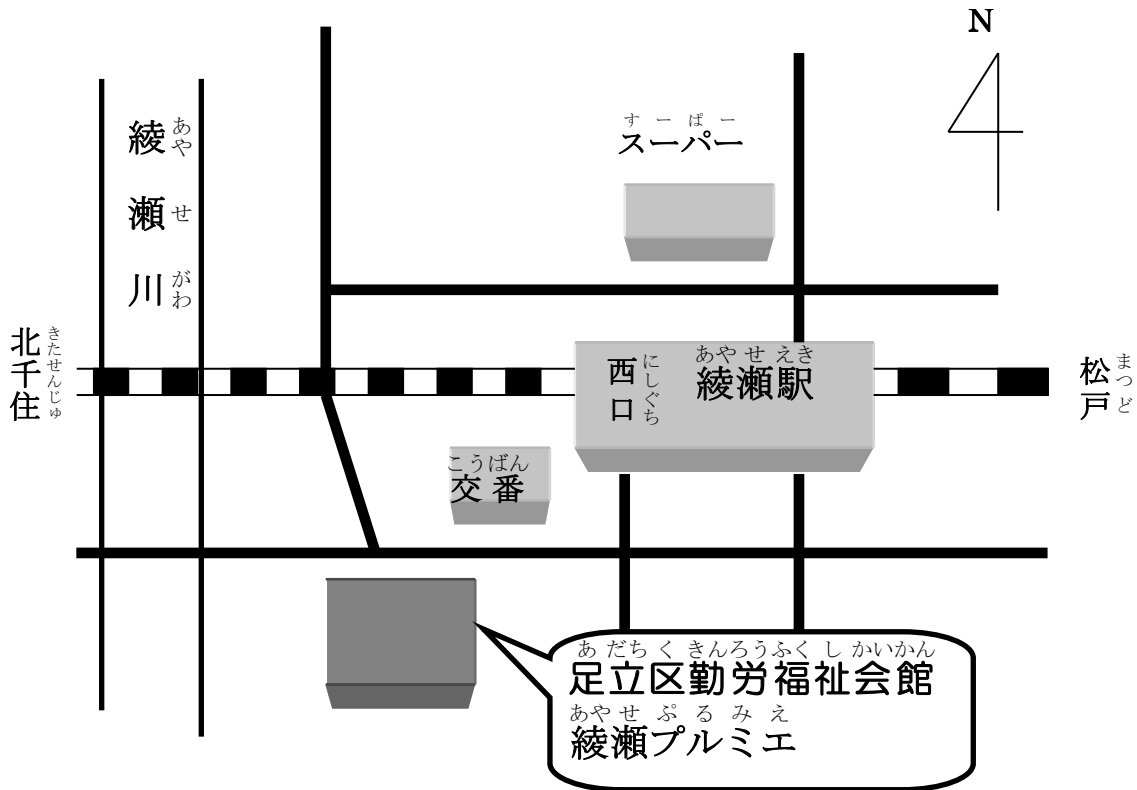 N
あやせがわ
綾瀬川
すーぱー
スーパー
きたせんじゅ
北千住
にしぐち
西口
あやせえき
綾瀬駅
まつど
松戸
こうばん
交番
あだちくきんろうふくしかいかん
足立区勤労福祉会館
あやせぷるみえ
綾瀬プルミエ